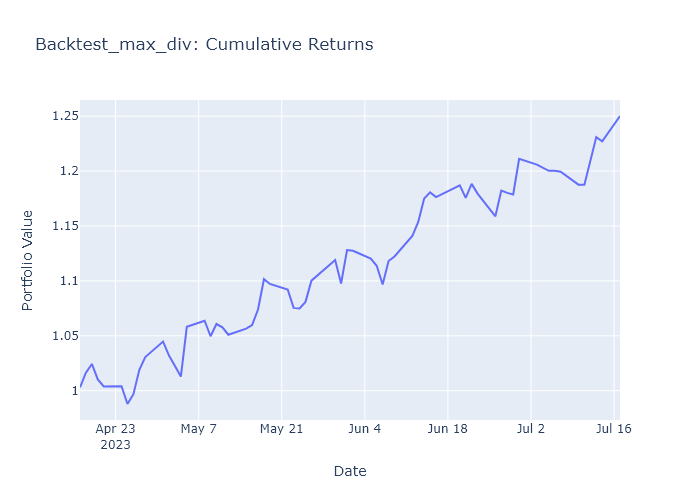 Backtest_max_div: Cumulative Returns
1.25
1.2
1.15
1.1
1.05
1
Portfolio Value
Apr 23
2023
May 7
May 21
Jun 4
Jun 18
Jul 2
Jul 16
Date